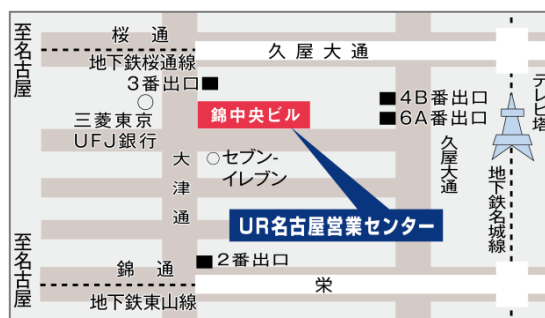 至名古屋
桜通
久屋大通
地下鉄桜通線
3番出口
三菱東京
UFJ銀行
錦中央ビル
4B番出口
6A番出口
テレビ塔
久屋大通
地下鉄名城線
大津通
セブン-
イレブン
UR名古屋営業センター
至名古屋
錦通
2番出口
栄
地下鉄東山線